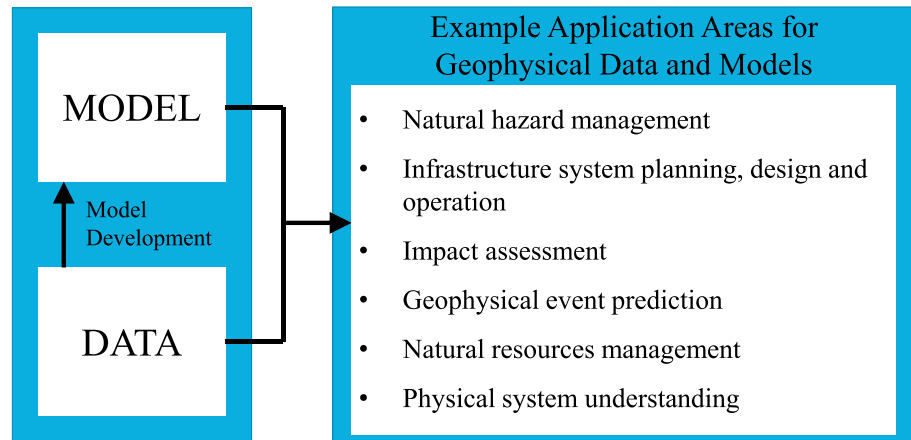 MODEL
Model
Development
DATA
Example Application Areas for
Geophysical Data and Models
• Natural hazard management
• Infrastructure system planning, design and
operation
• Impact assessment
• Geophysical event prediction
• Natural resources management
• Physical system understanding